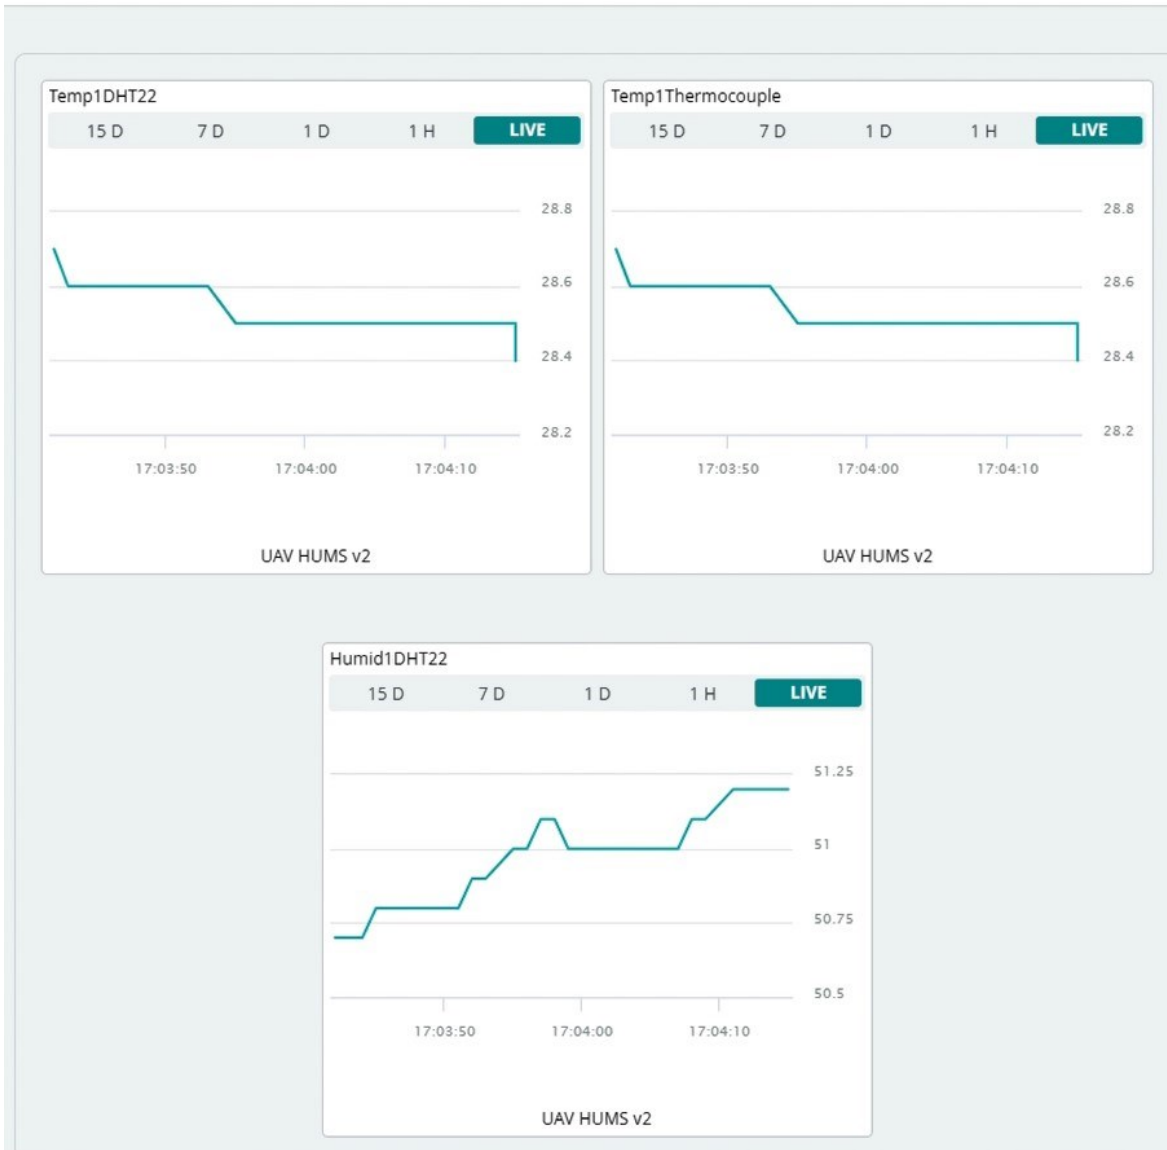 Temp1DHT22
15 D 7 D 1 D 1 H LIVE
28.8
28.6
28.4
28.2
17:03:50 17:04:00 17:04:10
UAV HUMS v2
Temp1Thermocouple
15 D 7 D 1 D 1 H LIVE
28.8
28.6
28.4
28.2
17:03:50 17:04:00 17:04:10
UAV HUMS v2
Humid1DHT22
15 D 7 D 1 D 1 H LIVE
51.25
51
50.75
50.5
17:03:50 17:04:00 17:04:10
UAV HUMS v2